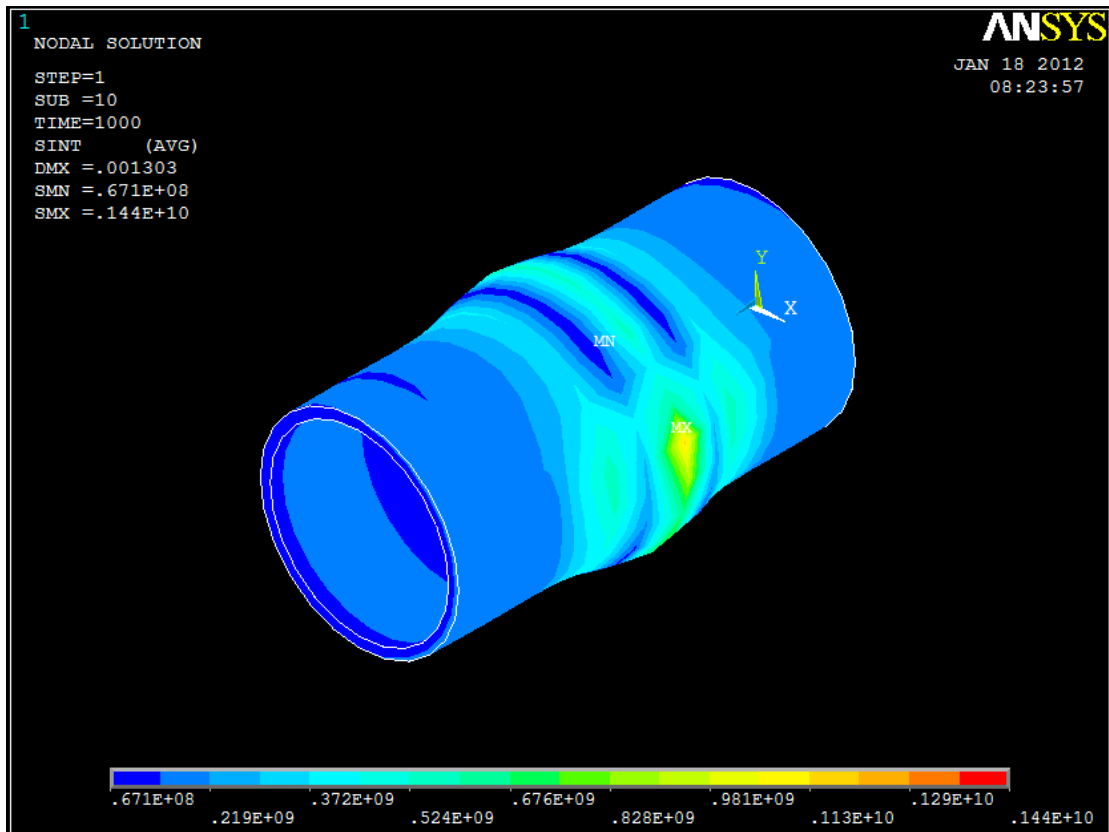 1
ANSYS
NODAL SOLUTION
JAN 18 2012
08:23:57
STEP=1
SUB =10
TIME=1000
SINT (AVG)
DMX =.001303
SMN =.671E+08
SMX =.144E+10
Y
X
MN
MX
.671E+08 .372E+09 .676E+09 .981E+09 .129E+10
.219E+09 .524E+09 .828E+09 .113E+10 .144E+10